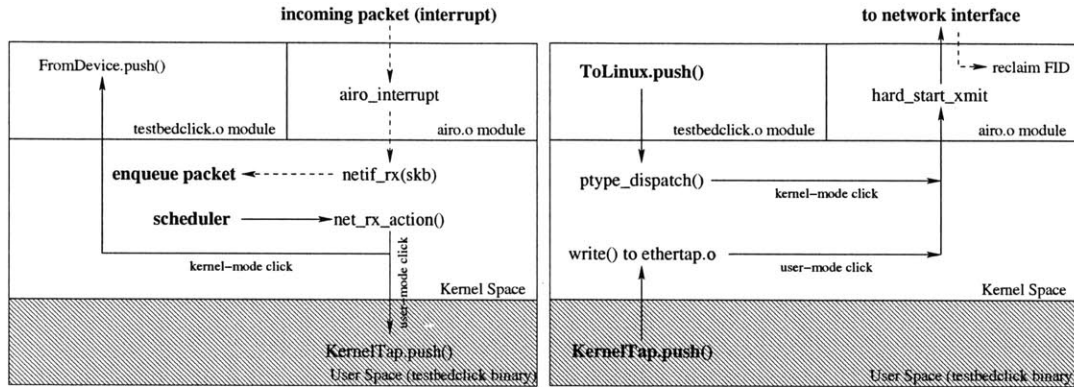 incoming packet (interrupt)
FromDevice.push()
airo_interrupt
testbedclick.o module
airo.o module
enqueue packet
netif_rx(skb)
scheduler
net_rx_action()
kernel-mode click
user-mode click
Kernel Space
KernelTap.push()
User Space (testbedclick binary)
to network interface
ToLinux.push()
reclaim FID
hard_start_xmit
testbedclick.o module
airo.o module
ptype_dispatch()
kernel-mode click
write() to ethertap.o
user-mode click
Kernel Space
KernelTap.push()
User Space (testbedclick binary)